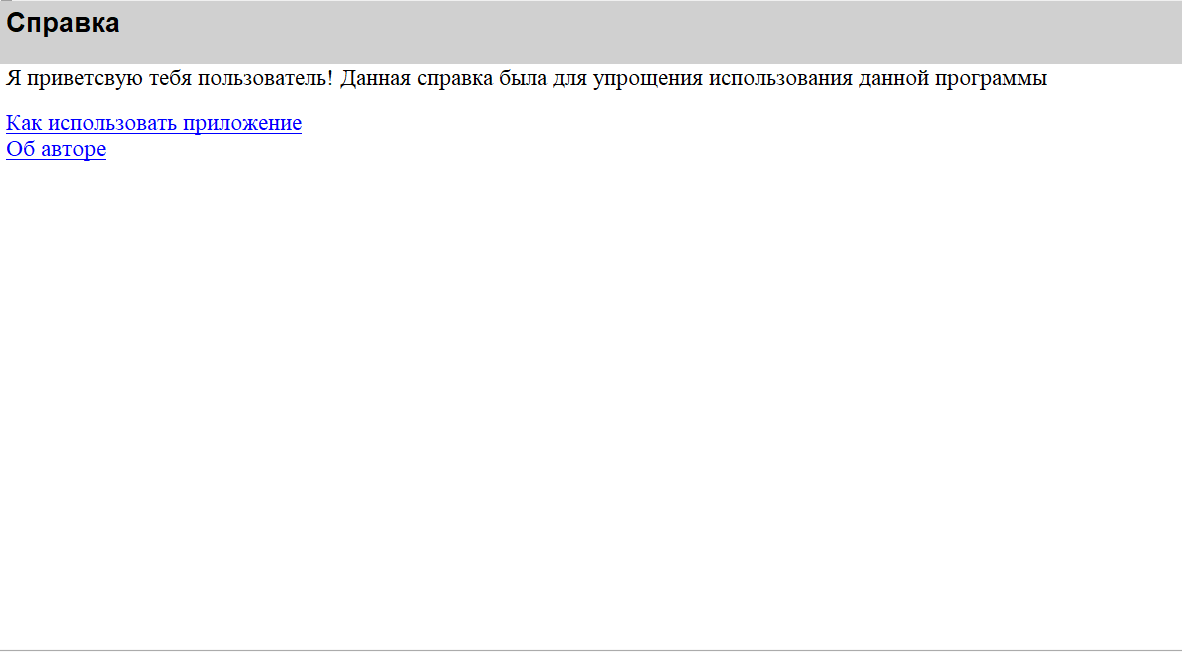 Справка
Я приветсвую тебя пользователь! Данная справка была для упрощения использования данной программы
Как использовать приложение
Об авторе